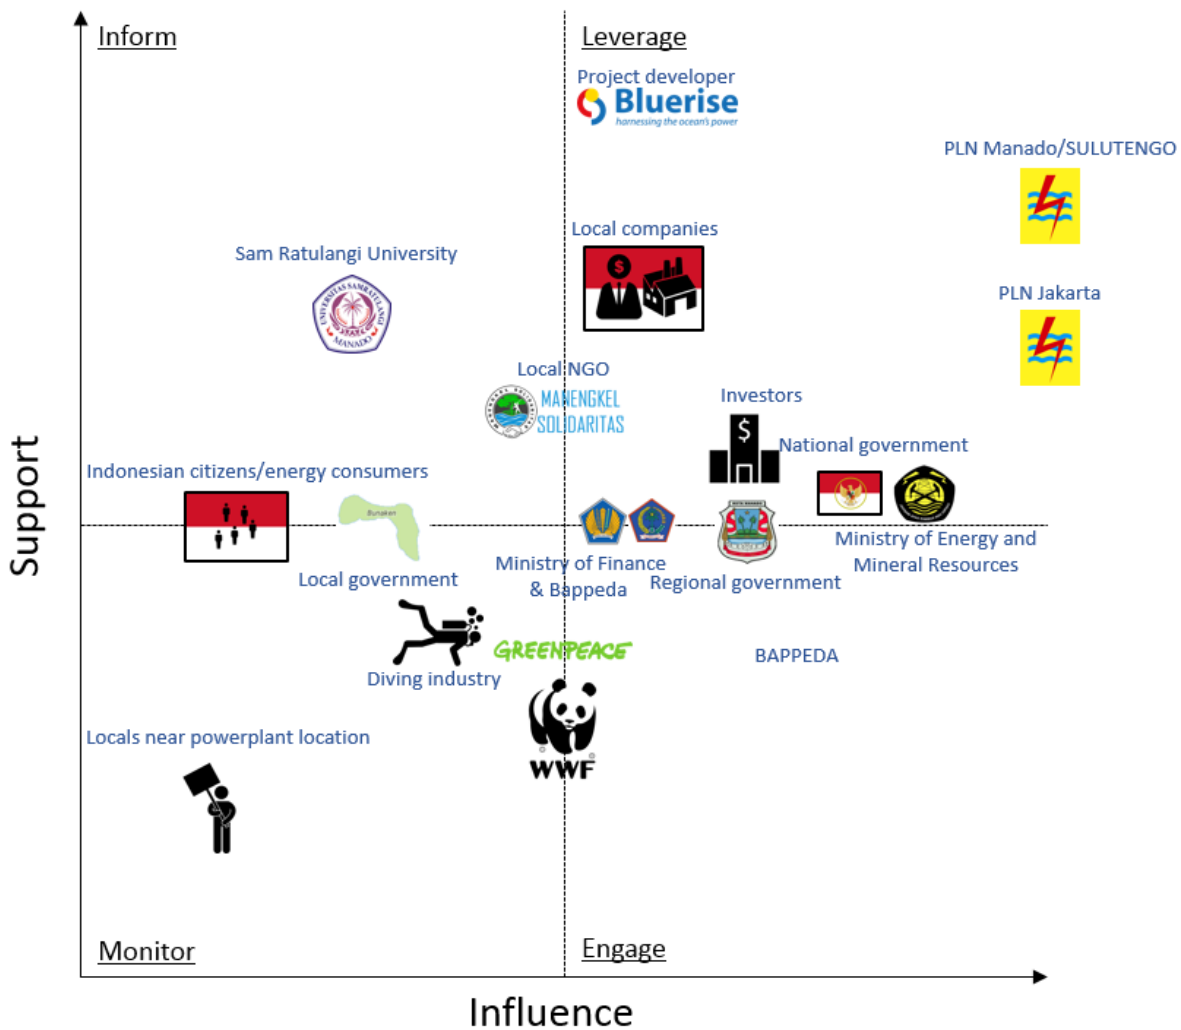 Inform
Leverage
Project developer
Bluerise
harnessing the ocean's power
PLN Manado/SULUTENGO
Local companies
$
Sam Ratulangi University
UNIVERSITAS SAMRATULANGI
MANADO
PLN Jakarta
Local NGO
MANENGKEL
SOLIDARITAS
Investors
$
National government
Indonesian citizens/energy consumers
Bunaken
Support
Ministry of Energy and
Mineral Resources
Ministry of Finance
& Bappeda
Local government
Regional government
GREENPEACE
BAPPEDA
Diving industry
WWF
Locals near powerplant location
Monitor
Engage
Influence